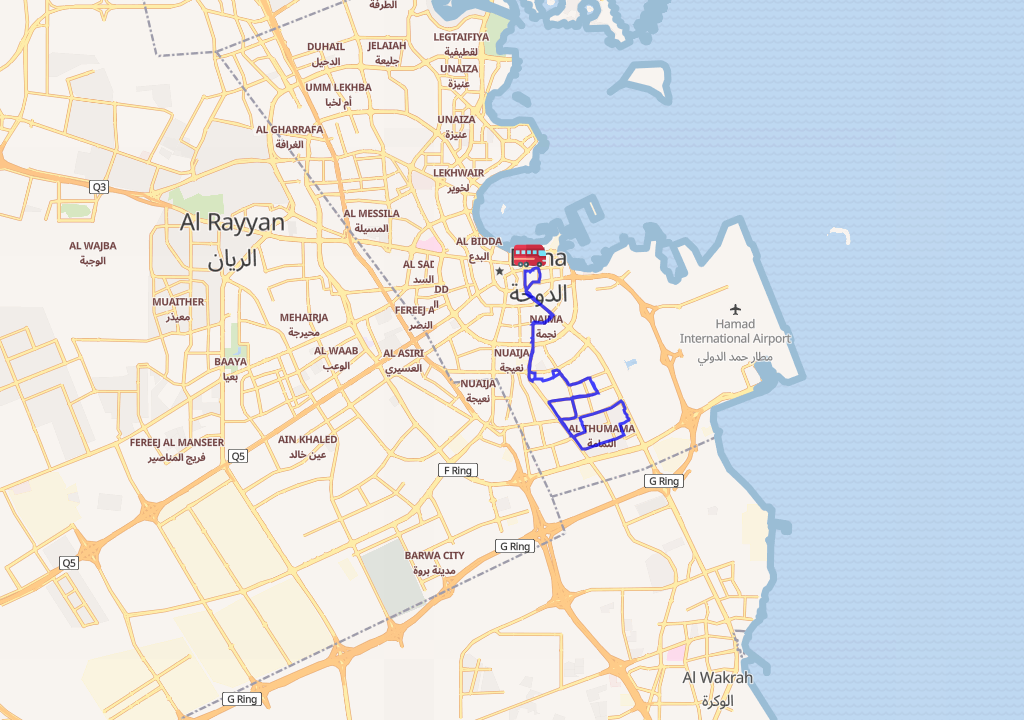 الطرفة
LEGTAIFIYA
لقطيفية
DUHAIL
الدحيل
JELAIAH
جليعة
UNAIZA
عنيزة
UMM LEKHBA
أم لخبا
UNAIZA
عنيزة
AL GHARRAFA
الغرافة
LEKHWAIR
لخوير
Q3
Al Rayyan
الريان
AL MESSILA
المسيلة
AL BIDDA
البدع
AL WAJBA
الوجبة
AL SAD
السد
الدوحة
MUAITHER
معيذر
FEREEJ A
النصر
MEHAIRJA
محيرجة
NAJMA
نجمة
Hamad
International Airport
مطار حمد الدولي
AL WAAB
الوعب
AL ASIRI
العسيري
NUAIJA
نعيجة
BAAYA
بعيا
NUAIJA
نعيجة
AL THUMAMA
الثمامة
FEREEJ AL MANSEER
فريج المناصير
AIN KHALED
عين خالد
Q5
F Ring
G Ring
G Ring
BARWA CITY
مدينة بروة
Q5
Al Wakrah
الوكرة
G Ring